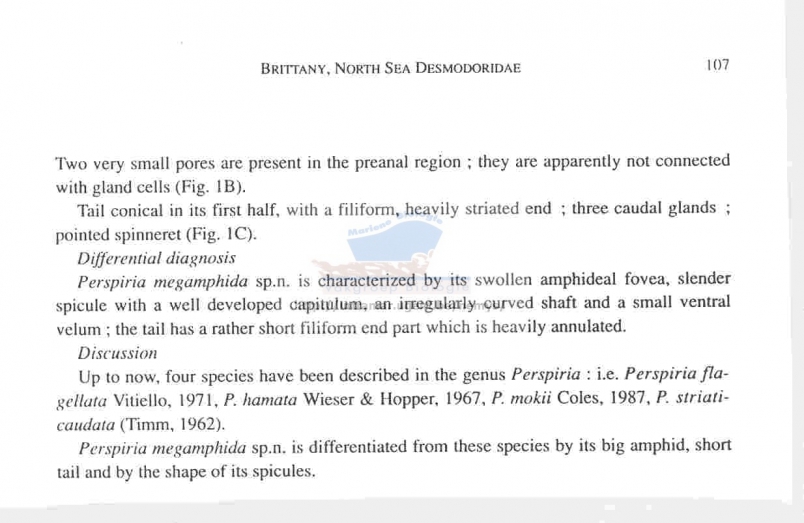 BRITTANY, NORTH SEA DESMODORIDAE 107
Two very small pores are present in the preanal region ; they are apparently not connected
with gland cells (Fig. 1B).
Tail conical in its first half, with a filiform, heavily striated end ; three caudal glands ;
pointed spinneret (Fig. 1C).
Differential diagnosis
Perspiria megamphida sp.n. is characterized by its swollen amphideal fovea, slender
spicule with a well developed capitulum, an irregularly curved shaft and a small ventral
velum ; the tail has a rather short filiform end part which is heavily annulated.
Discussion
Up to now, four species have been described in the genus Perspiria : i.e. Perspiria fla-
gellata Vitiello, 1971, P. hamata Wieser & Hopper, 1967, P. mokii Coles, 1987, P. striati-
caudata (Timm, 1962).
Perspiria megamphida sp.n. is differentiated from these species by its big amphid, short
tail and by the shape of its spicules.